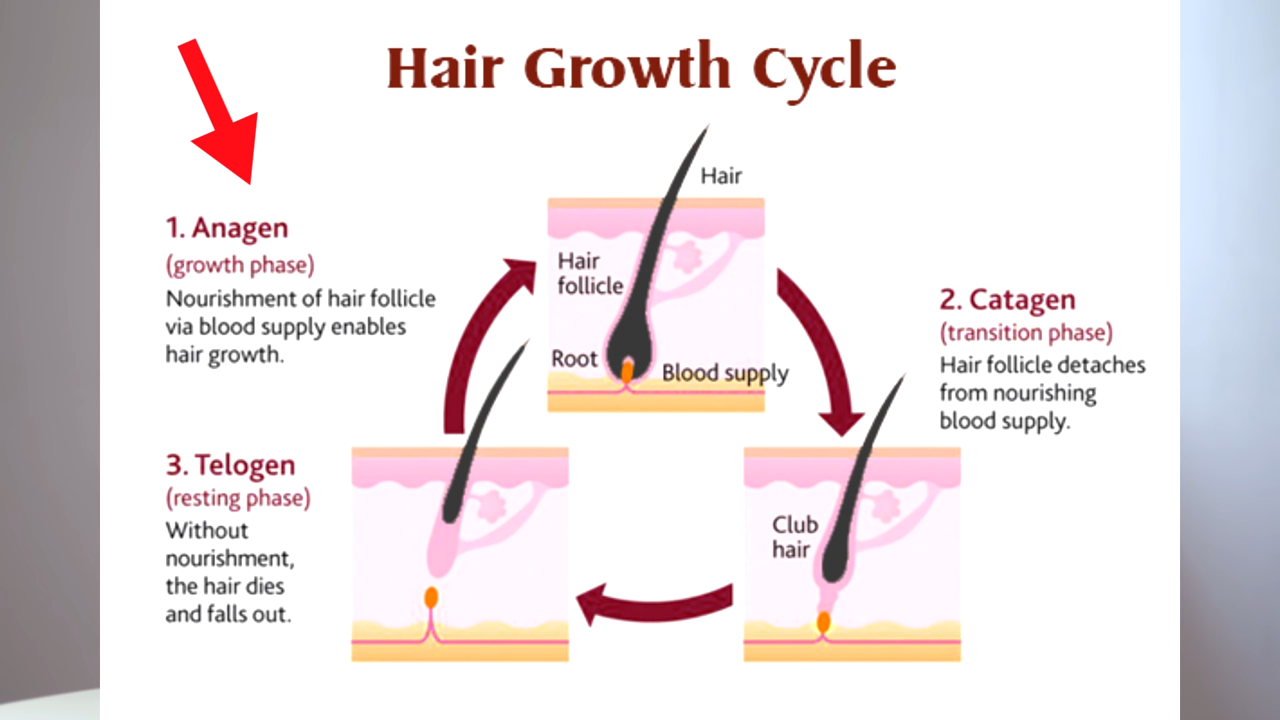 Hair Growth Cycle
Hair
1. Anagen
(growth phase)
Nourishment of hair follicle
via blood supply enables
hair growth.
Hair
follicle
Root
Blood supply
2. Catagen
(transition phase)
Hair follicle detaches
from nourishing
blood supply.
3. Telogen
(resting phase)
Without
nourishment,
the hair dies
and falls out.
Club
hair